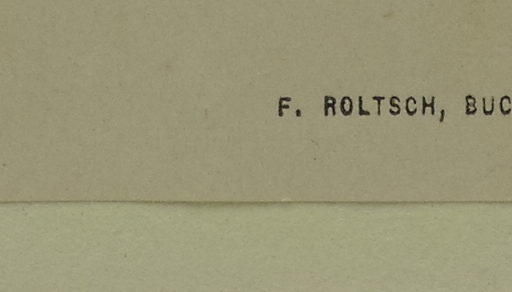 F. ROLTSCH, BUC